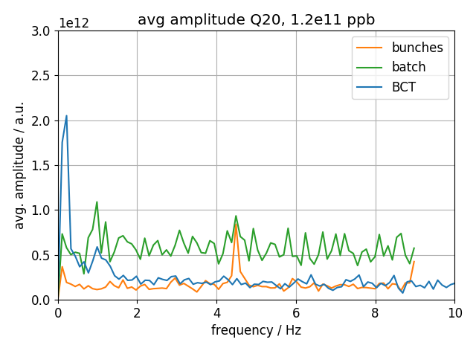 avg amplitude Q20, 1.2e11 ppb
1e12
3.0
2.5
2.0
1.5
1.0
0.5
0.0
avg. amplitude / a.u.
bunches
batch
BCT
0 2 4 6 8 10
frequency / Hz